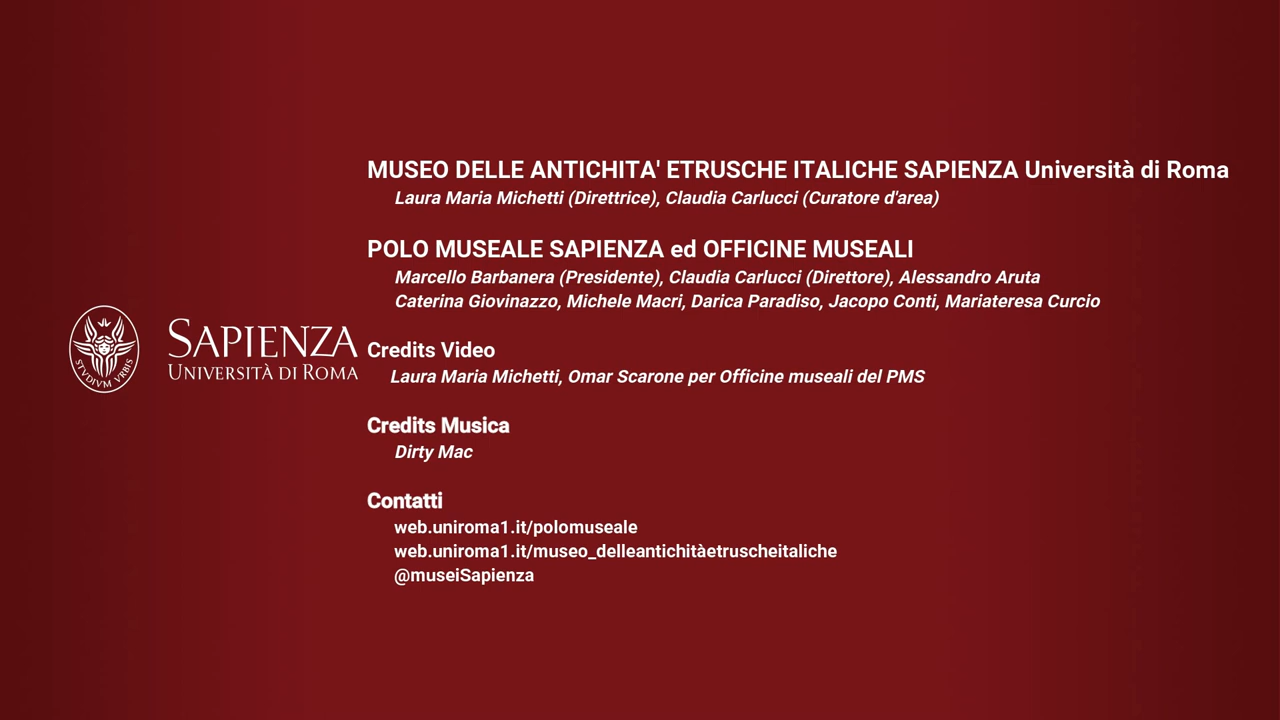 MUSEO DELLE ANTICHITA' ETRUSCHE ITALICHE SAPIENZA Università di Roma
Laura Maria Michetti (Direttrice), Claudia Carlucci (Curatore d'area)
POLO MUSEALE SAPIENZA ed OFFICINE MUSEALI
Marcello Barbanera (Presidente), Claudia Carlucci (Direttore), Alessandro Aruta
Caterina Giovinazzo, Michele Macri, Darica Paradiso, Jacopo Conti, Mariateresa Curcio
STVDIVM VRBIS
SAPIENZA
UNIVERSITÀ DI ROMA
Credits Video
Laura Maria Michetti, Omar Scarone per Officine museali del PMS
Credits Musica
Dirty Mac
Contatti
web.uniroma1.it/polomuseale
web.uniroma1.it/museo_delleantichitàetruscheitaliche
@museiSapienza